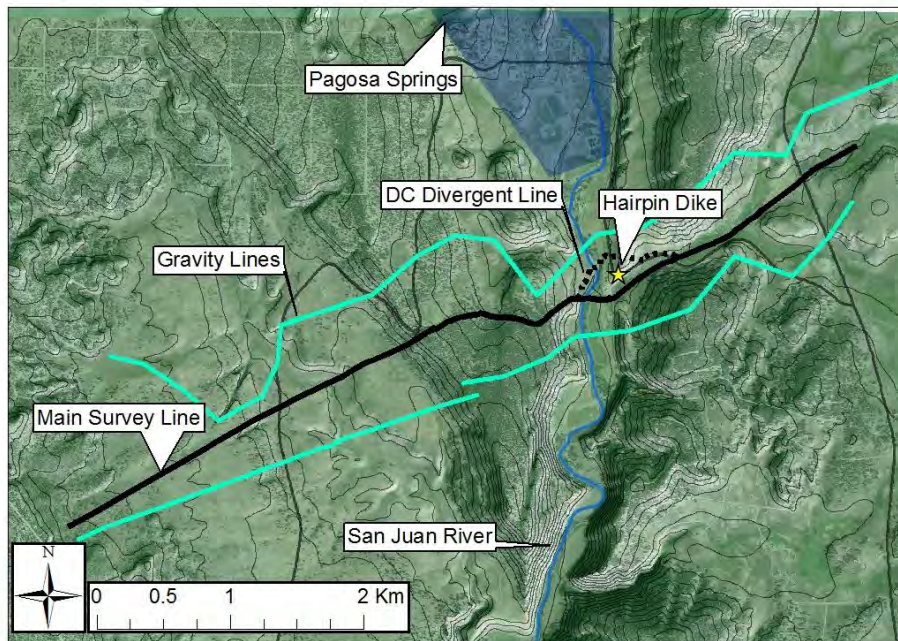 Pagosa Springs
DC Divergent Line
Hairpin Dike
Gravity Lines
Main Survey Line
San Juan River
N
0 0.5 1 2 Km